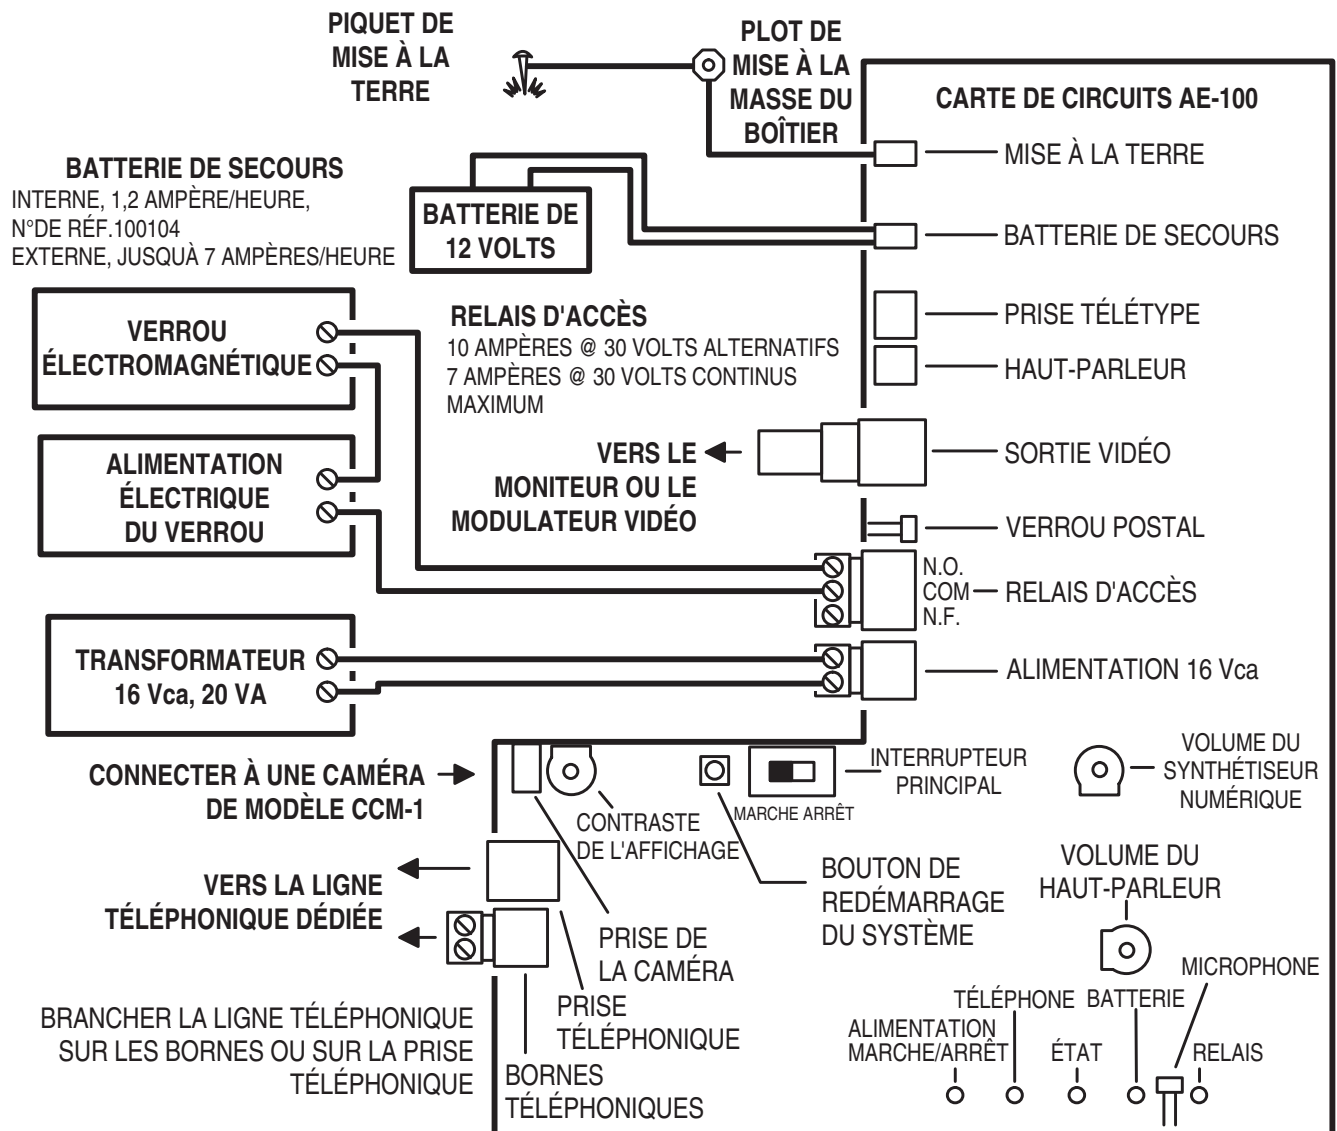 PIQUET DE
MISE À LA
TERRE
PLOT DE
MISE À LA
MASSE DU
BOÎTIER
CARTE DE CIRCUITS AE-100
MISE À LA TERRE
BATTERIE DE SECOURS
INTERNE, 1,2 AMPÈRE/HEURE,
N°DE RÉF.100104
EXTERNE, JUSQUÀ 7 AMPÈRES/HEURE
BATTERIE DE
12 VOLTS
BATTERIE DE SECOURS
VERROU
ÉLECTROMAGNÉTIQUE
RELAIS D'ACCÈS
10 AMPÈRES @ 30 VOLTS ALTERNATIFS
7 AMPÈRES @ 30 VOLTS CONTINUS
MAXIMUM
PRISE TÉLÉTYPE
HAUT-PARLEUR
ALIMENTATION
ÉLECTRIQUE
DU VERROU
VERS LE
MONITEUR OU LE
MODULATEUR VIDÉO
SORTIE VIDÉO
VERROU POSTAL
N.O.
COM
N.F.
RELAIS D'ACCÈS
TRANSFORMATEUR
16 Vca, 20 VA
ALIMENTATION 16 Vca
CONNECTER À UNE CAMÉRA
DE MODÈLE CCM-1
CONTRASTE
DE L'AFFICHAGE
MARCHE ARRÊT
INTERRUPTEUR
PRINCIPAL
VOLUME DU
SYNTHÉTISEUR
NUMÉRIQUE
VERS LA LIGNE
TÉLÉPHONIQUE DÉDIÉE
PRISE DE
LA CAMÉRA
BOUTON DE
REDÉMARRAGE
DU SYSTÈME
VOLUME DU
HAUT-PARLEUR
MICROPHONE
BRANCHER LA LIGNE TÉLÉPHONIQUE
SUR LES BORNES OU SUR LA PRISE
TÉLÉPHONIQUE
PRISE
TÉLÉPHONIQUE
BORNES
TÉLÉPHONIQUES
ALIMENTATION
MARCHE/ARRÊT
TÉLÉPHONE
ÉTAT
BATTERIE
RELAIS